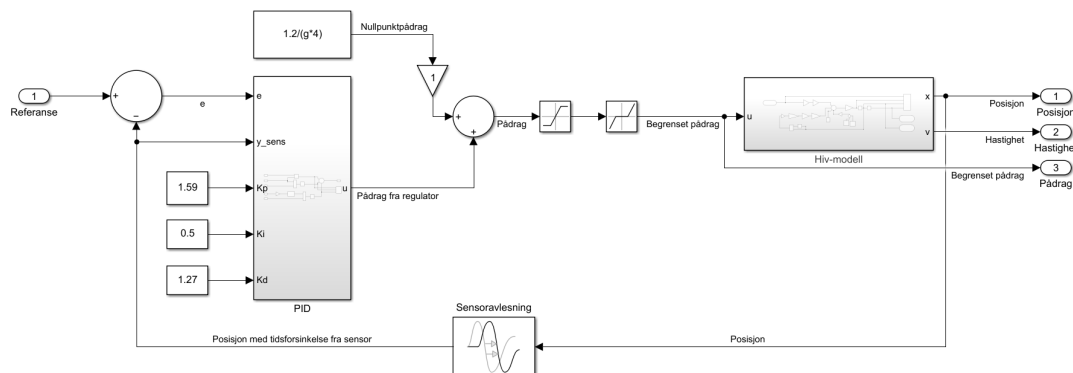 1.2/(g*4)
Nullpunktpådrag
1
1
Referanse
+
−
e
e
y_sens
Kp
Ki
Kd
u
1.59
0.5
1.27
PID
Pådrag fra regulator
+
+
Pådrag
Begrenset pådrag
u
x
v
Hiv-modell
Posisjon
1
Posisjon
Hastighet
2
Hastighet
Begrenset pådrag
3
Pådrag
Sensoravlesning
Posisjon med tidsforsinkelse fra sensor
Posisjon